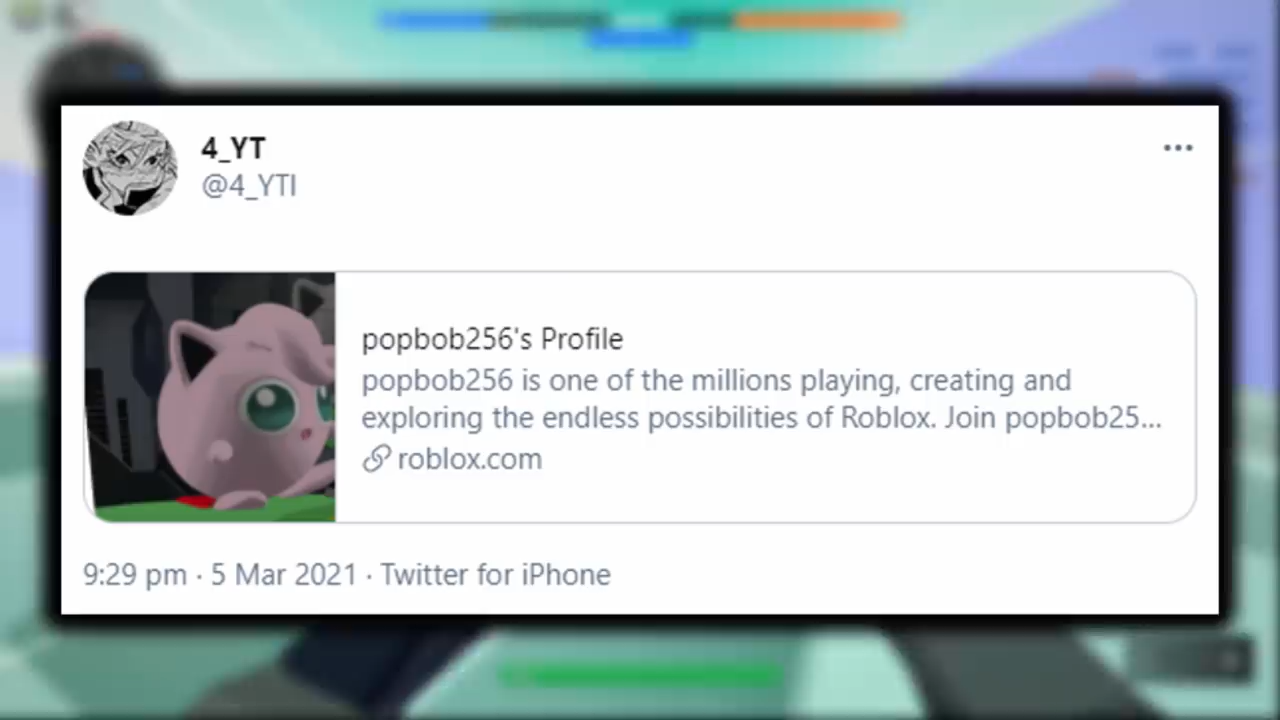 4_YT
@4_YTI
popbob256's Profile
popbob256 is one of the millions playing, creating and
exploring the endless possibilities of Roblox. Join popbob25...
roblox.com
9:29 pm · 5 Mar 2021 · Twitter for iPhone